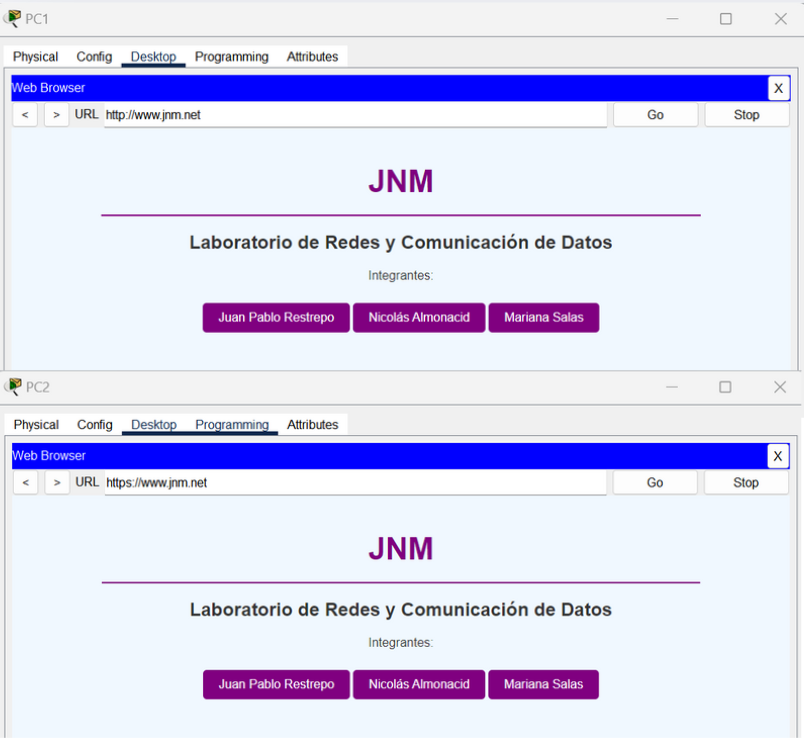 PC1
Physical Config Desktop Programming Attributes
Web Browser X
< > URL http://www.jnm.net Go Stop
JNM
Laboratorio de Redes y Comunicación de Datos
Integrantes:
Juan Pablo Restrepo Nicolás Almonacid Mariana Salas
PC2
Physical Config Desktop Programming Attributes
Web Browser X
< > URL https://www.jnm.net Go Stop
JNM
Laboratorio de Redes y Comunicación de Datos
Integrantes:
Juan Pablo Restrepo Nicolás Almonacid Mariana Salas